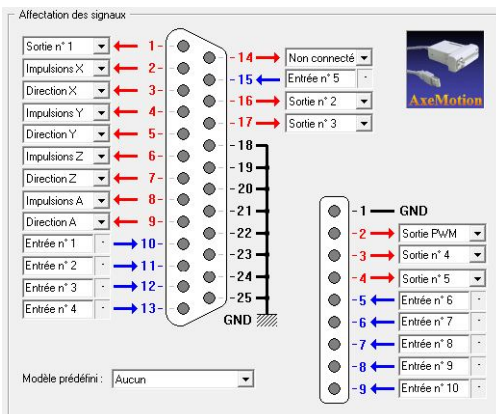 Affectation des signaux
Sortie n° 1 1
Impulsions X 2
Direction X 3
Impulsions Y 4
Direction Y 5
Impulsions Z 6
Direction Z 7
Impulsions A 8
Direction A 9
Entrée n° 1 10
Entrée n° 2 11
Entrée n° 3 12
Entrée n° 4 13
14 Non connecté
15 Entrée n° 5
16 Sortie n° 2
17 Sortie n° 3
18
19
20
21
22
23
24
25
GND
AxeMotion
1 GND
2 Sortie PWM
3 Sortie n° 4
4 Sortie n° 5
5 Entrée n° 6
6 Entrée n° 7
7 Entrée n° 8
8 Entrée n° 9
9 Entrée n° 10
Modèle prédéfini : Aucun